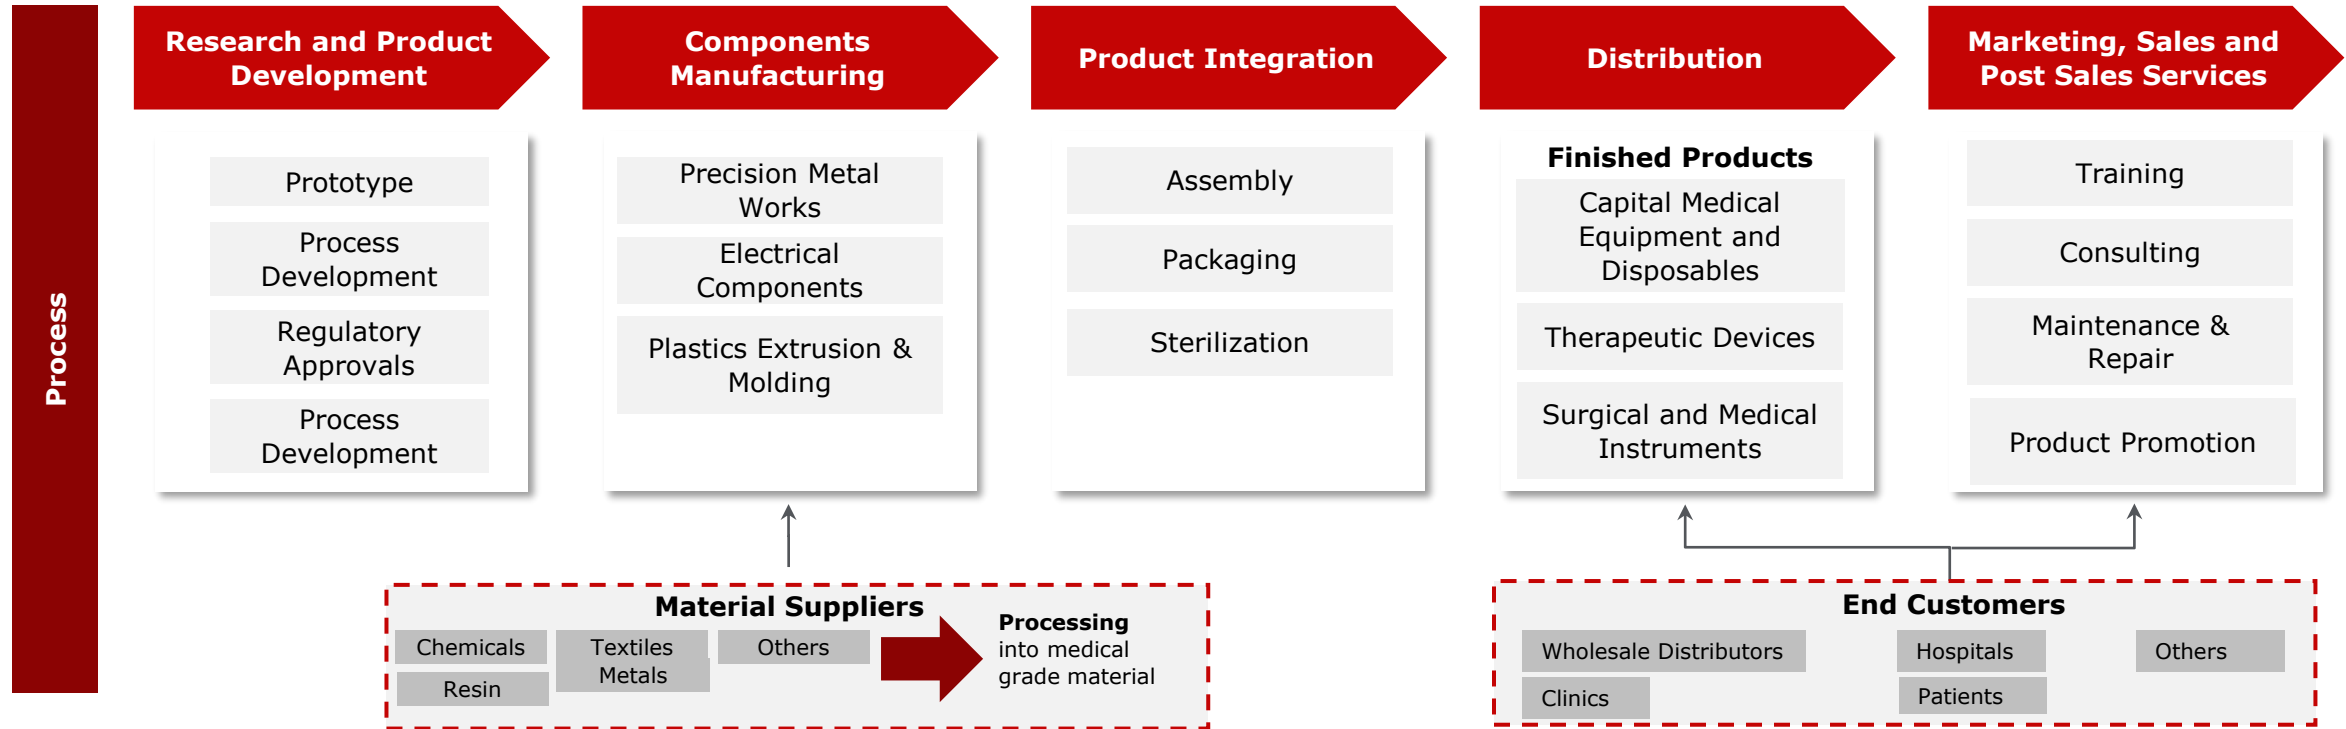 Process
Research and Product
Development
Components
Manufacturing
Product Integration
Distribution
Marketing, Sales and
Post Sales Services
Prototype
Process
Development
Regulatory
Approvals
Process
Development
Precision Metal
Works
Electrical
Components
Plastics Extrusion &
Molding
Assembly
Packaging
Sterilization
Finished Products
Capital Medical
Equipment and
Disposables
Therapeutic Devices
Surgical and Medical
Instruments
Training
Consulting
Maintenance &
Repair
Product Promotion
Material Suppliers
Chemicals
Textiles
Others
Resin
Metals
Processing
into medical
grade material
End Customers
Wholesale Distributors
Hospitals
Others
Clinics
Patients